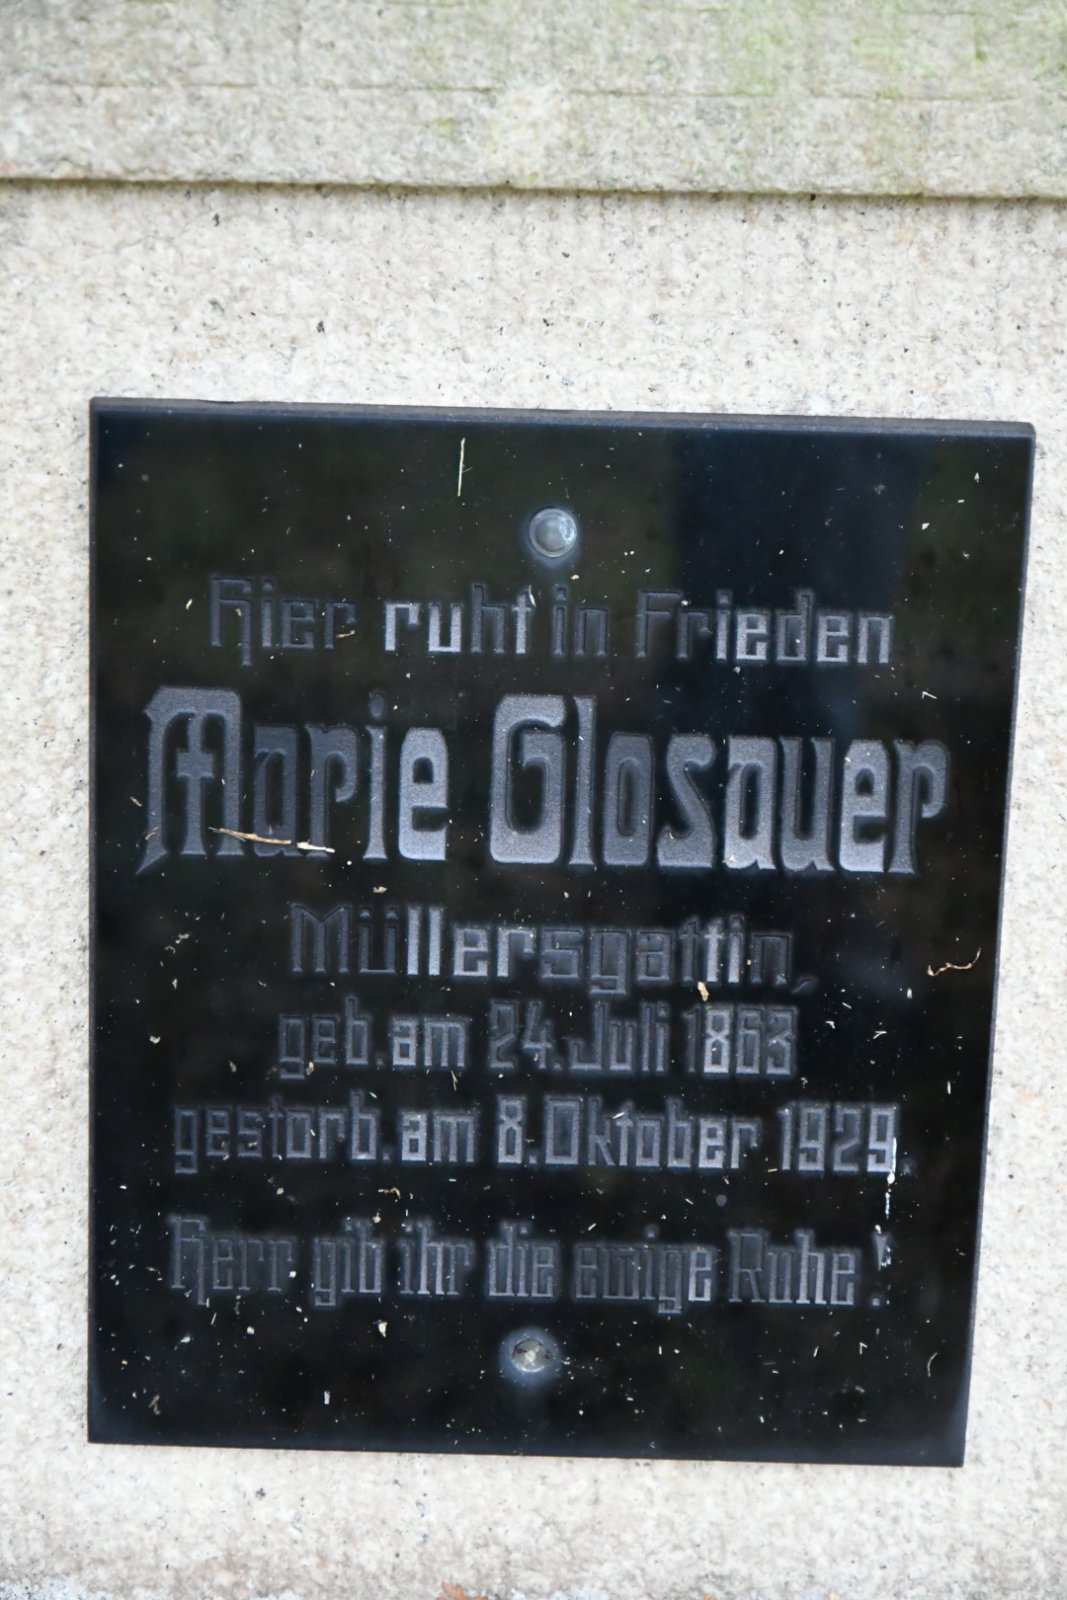 Hier ruht in Frieden
Marie Glosauer
Müllersgattin,
geb. am 24. Juli 1863
gestorb. am 8. Oktober 1929.
Herr gib ihr die ewige Ruhe!